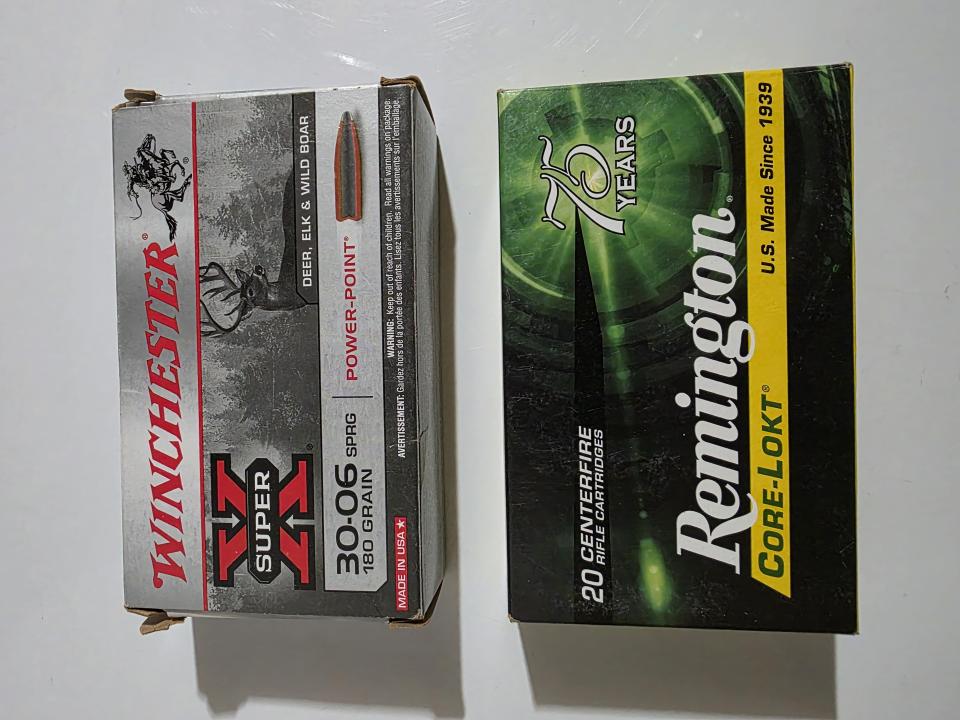 WINCHESTER®
SUPER X®
DEER, ELK & WILD BOAR
30-06 SPRG
180 GRAIN
POWER-POINT®
MADE IN USA
WARNING: Keep out of reach of children. Read all warnings on package.
AVERTISSEMENT: Gardez hors de la portée des enfants. Lisez tous les avertissements sur l'emballage.
75
YEARS
20 CENTERFIRE
RIFLE CARTRIDGES
Remington®
CORE-LOKT®
U.S. Made Since 1939